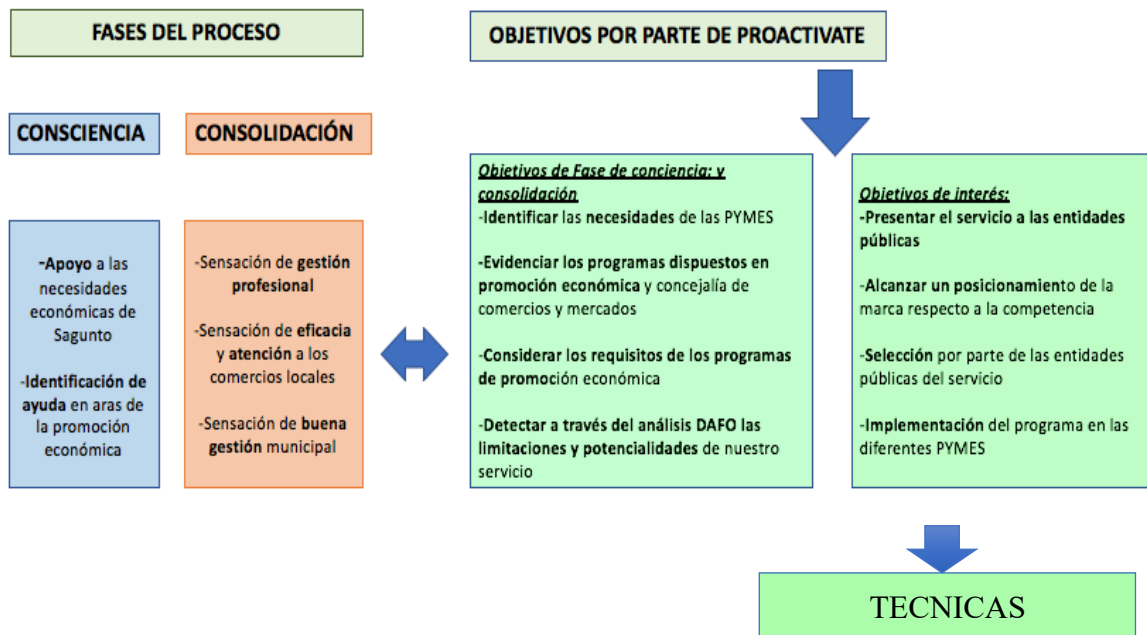 FASES DEL PROCESO
OBJETIVOS POR PARTE DE PROACTIVATE
CONSCIENCIA
CONSOLIDACIÓN
-Apoyo a las
necesidades
económicas de
Sagunto
-Identificación de
ayuda en aras de
la promoción
económica
-Sensación de gestión
profesional
-Sensación de eficacia
y atención a los
comercios locales
-Sensación de buena
gestión municipal
Objetivos de Fase de conciencia: y
consolidación
-Identificar las necesidades de las PYMES
-Evidenciar los programas dispuestos en
promoción económica y concejalía de
comercios y mercados
-Considerar los requisitos de los programas
de promoción económica
-Detectar a través del análisis DAFO las
limitaciones y potencialidades de nuestro
servicio
Objetivos de interés:
-Presentar el servicio a las entidades
públicas
-Alcanzar un posicionamiento de la
marca respecto a la competencia
-Selección por parte de las entidades
públicas del servicio
-Implementación del programa en las
diferentes PYMES
TECNICAS